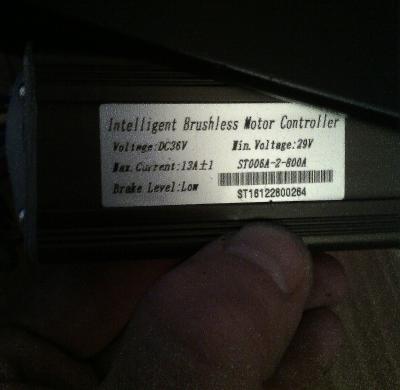 Intelligent Brushless Motor Controller
Voltage:DC36V Min. Voltage:29V
Max.Current:13A±1 ST006A-2-800A
Brake Level:Low ST16122800264